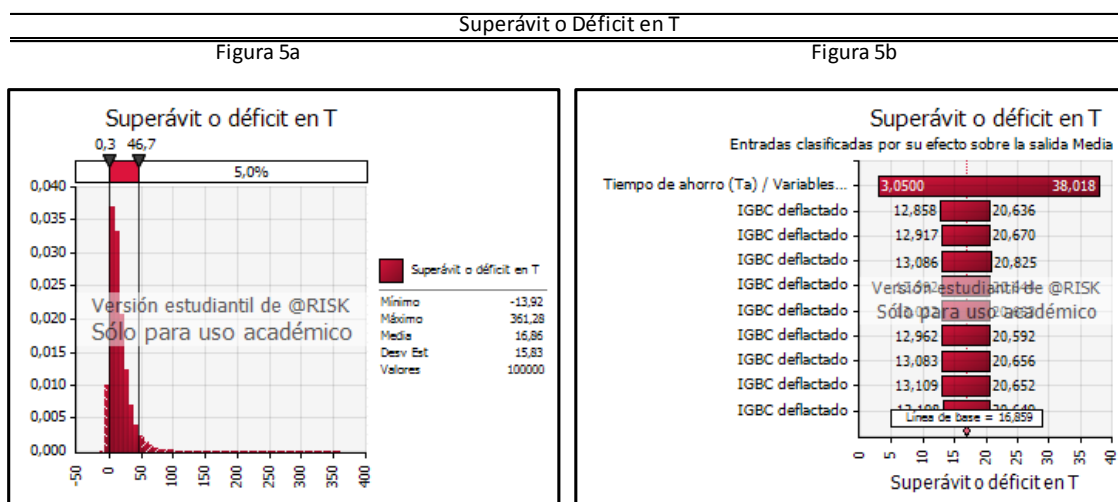 Superávit o Déficit en T
Figura 5a
Figura 5b
Superávit o déficit en T
0,3 46,7
5,0%
0,040
0,035
0,030
0,025
0,020
0,015
0,010
0,005
0,000
-50 0 50 100 150 200 250 300 350 400
Versión estudiantil de @RISK
Sólo para uso académico
Superávit o déficit en T
Mínimo -13,92
Máximo 361,28
Media 16,86
Desv Est 15,83
Valores 100000
Superávit o déficit en T
Entradas clasificadas por su efecto sobre la salida Media
Tiempo de ahorro (Ta) / Variables... 3,0500 38,018
IGBC deflactado 12,858 20,636
IGBC deflactado 12,917 20,670
IGBC deflactado 13,086 20,825
IGBC deflactado
Versión estudiantil de @RISK
IGBC deflactado
Sólo para uso académico
IGBC deflactado 12,962 20,592
IGBC deflactado 13,083 20,656
IGBC deflactado 13,109 20,652
IGBC deflactado
Línea de base = 16,859
0 5 10 15 20 25 30 35 40
Superávit o déficit en T